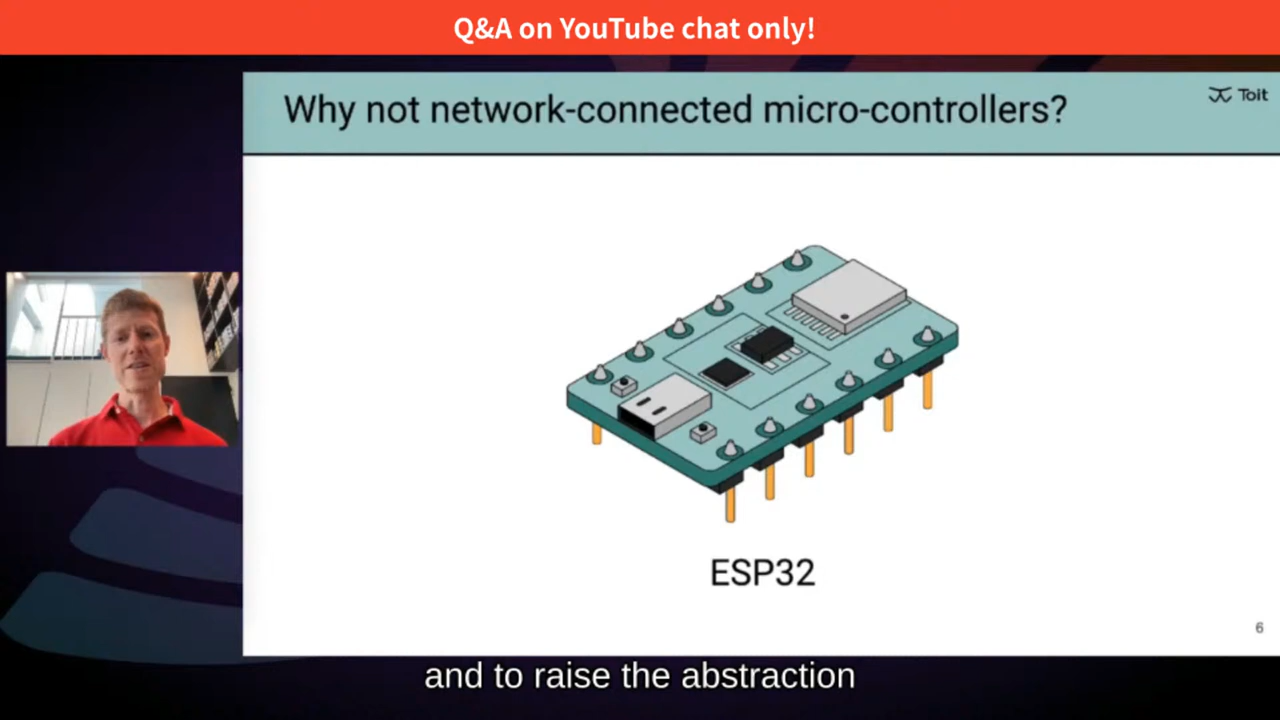 Q&A on YouTube chat only!
Why not network-connected micro-controllers?
Toit
ESP32
6
and to raise the abstraction